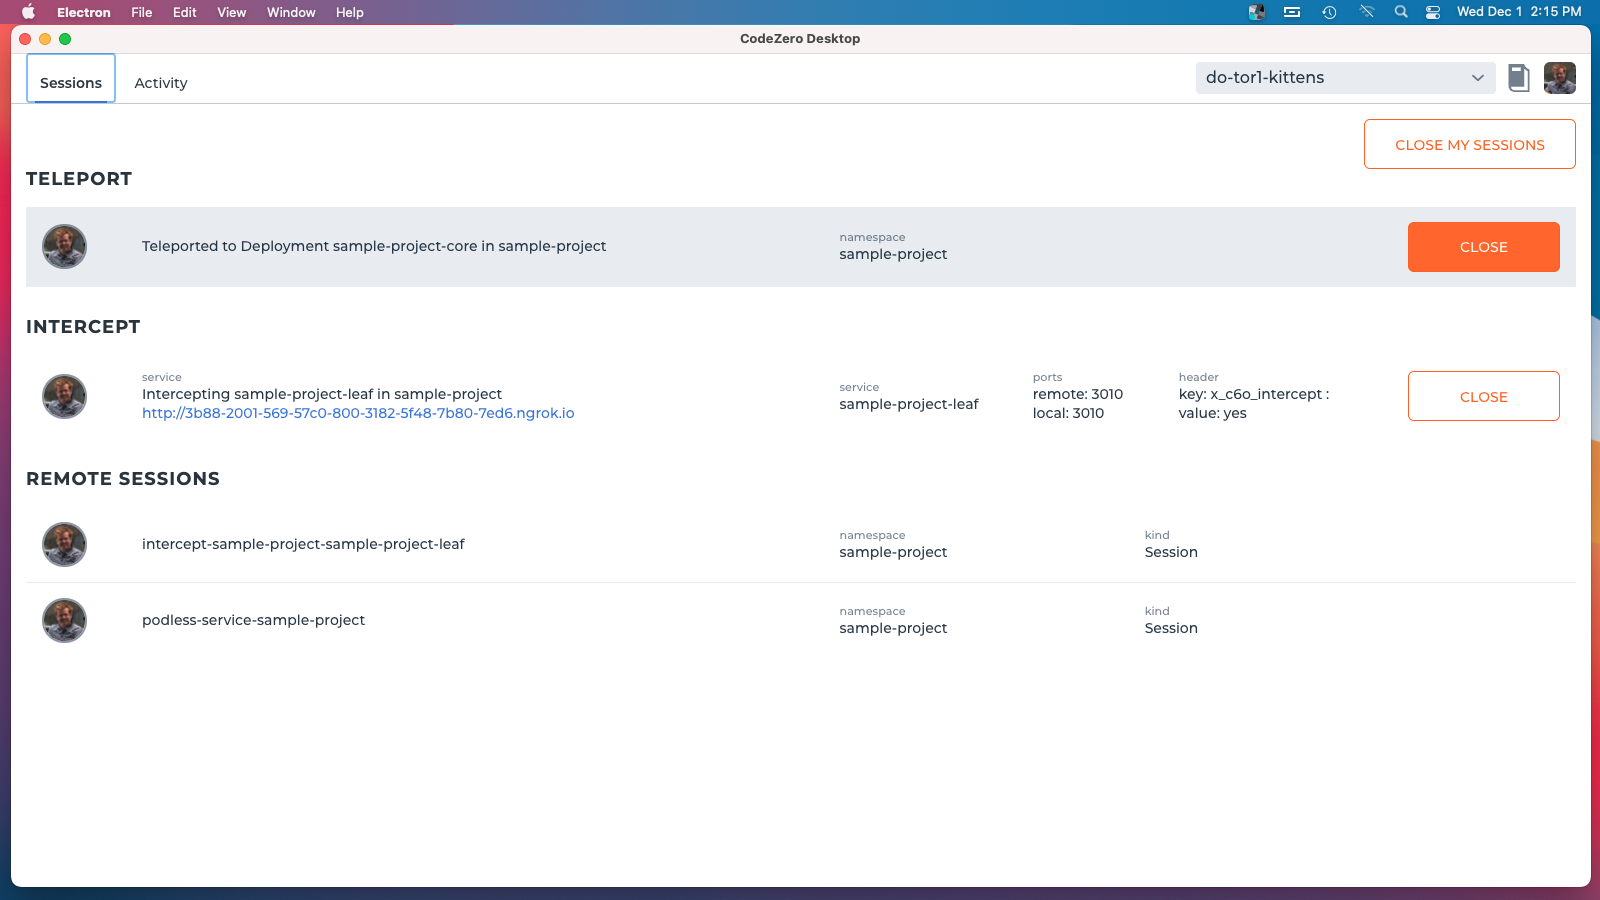 Electron File Edit View Window Help Wed Dec 1 2:15 PM
CodeZero Desktop
Sessions Activity do-tor1-kittens
CLOSE MY SESSIONS
TELEPORT
Teleported to Deployment sample-project-core in sample-project
namespace
sample-project
CLOSE
INTERCEPT
service
Intercepting sample-project-leaf in sample-project
http://3b88-2001-569-57c0-800-3182-5f48-7b80-7ed6.ngrok.io
service
sample-project-leaf
ports
remote: 3010
local: 3010
header
key: x_c6o_intercept :
value: yes
CLOSE
REMOTE SESSIONS
intercept-sample-project-sample-project-leaf
namespace
sample-project
kind
Session
podless-service-sample-project
namespace
sample-project
kind
Session